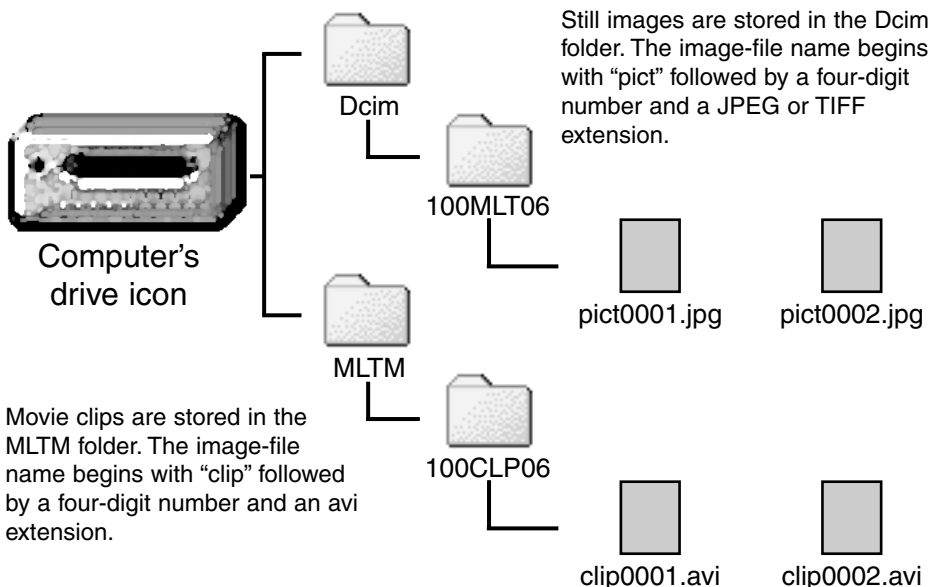 Still images are stored in the Dcim
folder. The image-file name begins
with “pict” followed by a four-digit
number and a JPEG or TIFF
extension.
Dcim
100MLT06
Computer’s
drive icon
pict0001.jpg
pict0002.jpg
MLTM
Movie clips are stored in the
MLTM folder. The image-file
name begins with “clip” followed
by a four-digit number and an avi
extension.
100CLP06
clip0001.avi
clip0002.avi